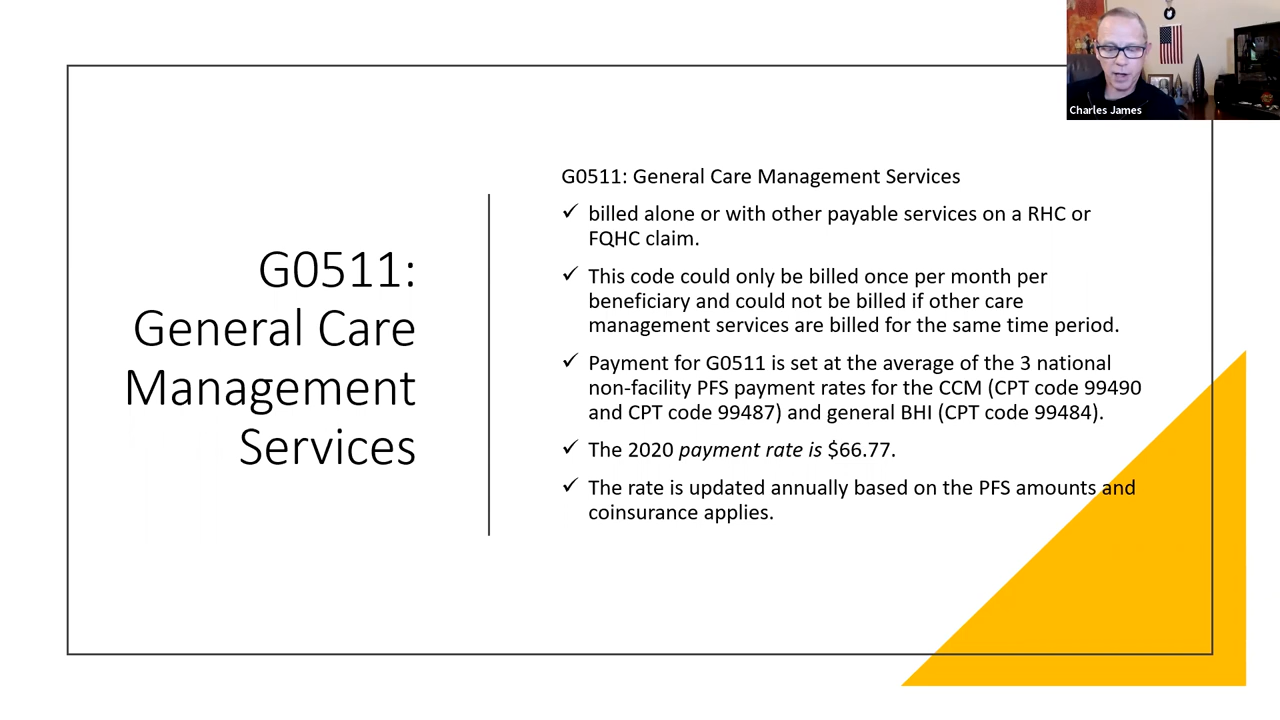 Charles James
G0511:
General Care
Management
Services
G0511: General Care Management Services
✓ billed alone or with other payable services on a RHC or
FQHC claim.
✓ This code could only be billed once per month per
beneficiary and could not be billed if other care
management services are billed for the same time period.
✓ Payment for G0511 is set at the average of the 3 national
non-facility PFS payment rates for the CCM (CPT code 99490
and CPT code 99487) and general BHI (CPT code 99484).
✓ The 2020 payment rate is $66.77.
✓ The rate is updated annually based on the PFS amounts and
coinsurance applies.